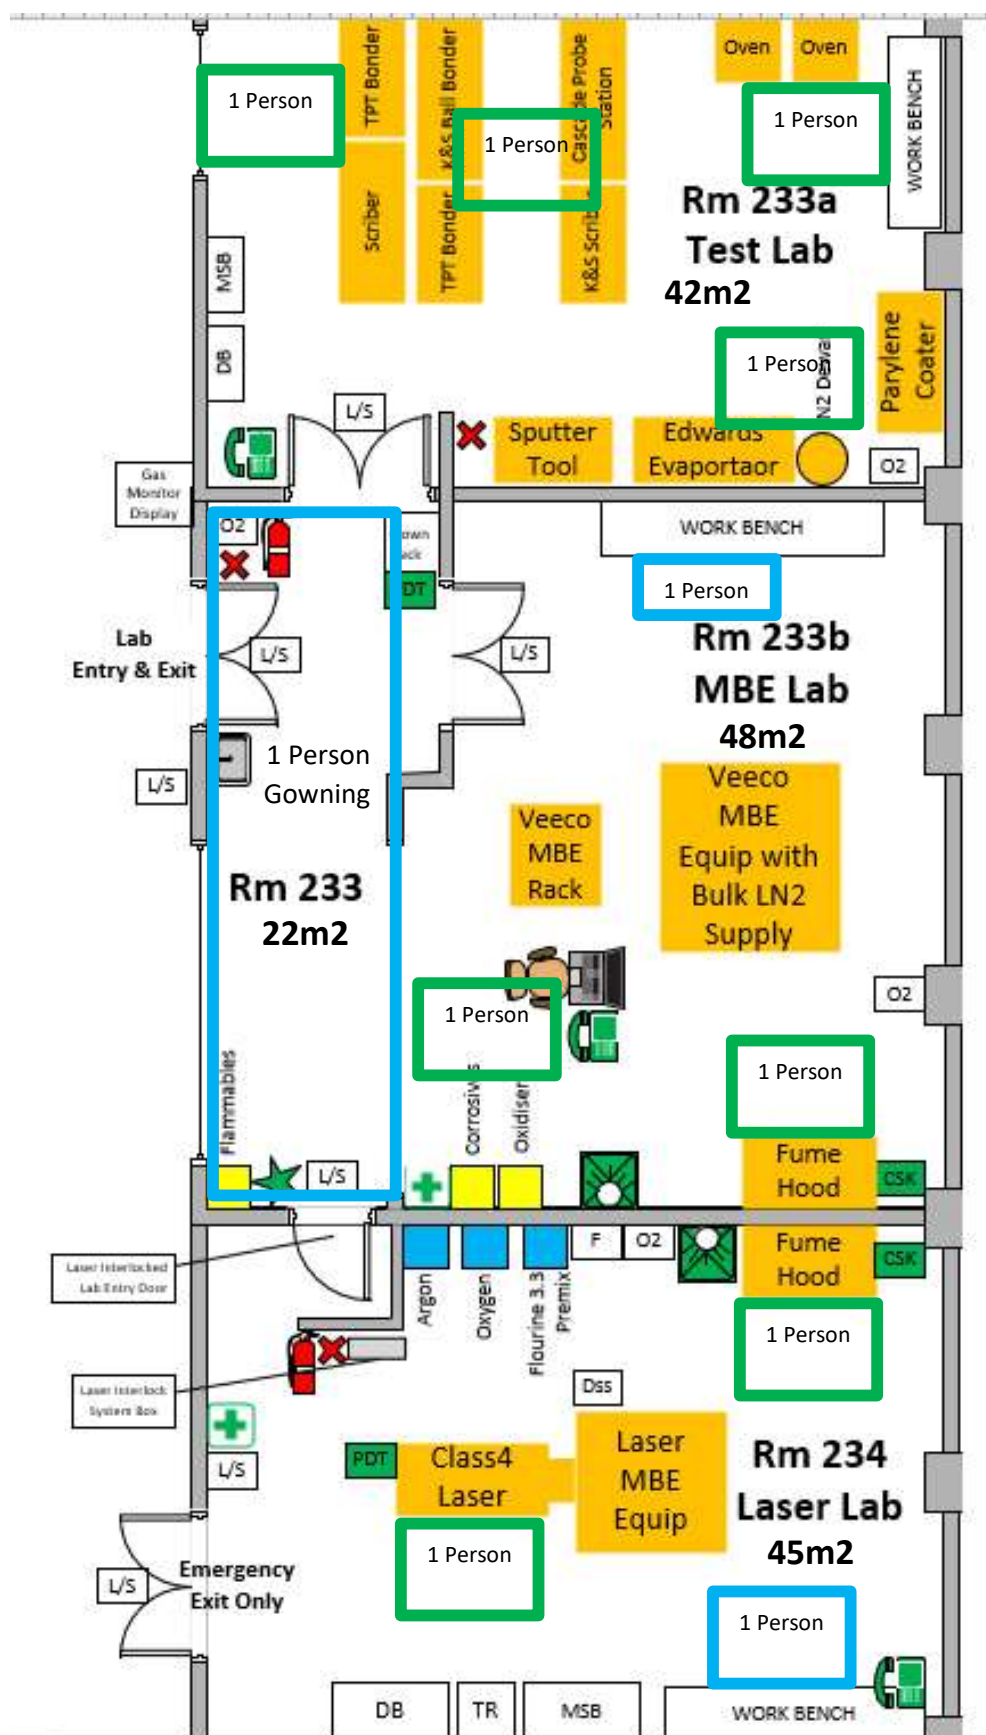 Oven
Oven
TPT Bonder
K&S Ball Bonder
Cascade Probe
Station
WORK BENCH
1 Person
1 Person
1 Person
Scriber
TPT Bonder
K&S Scribe
Rm 233a
Test Lab
42m2
MSB
DB
1 Person
N2 Dewar
Parylene
Coater
L/S
Sputter
Tool
Edwards
Evaportaor
O2
Gas
Monitor
Display
O2
WORK BENCH
PDT
1 Person
Lab
Entry & Exit
L/S
L/S
Rm 233b
MBE Lab
48m2
L/S
1 Person
Gowning
Veeco
MBE
Rack
Veeco
MBE
Equip with
Bulk LN2
Supply
Rm 233
22m2
O2
1 Person
1 Person
Flammables
Corrosives
Oxidiser
L/S
Fume
Hood
CSK
Laser Interlocked
Lab Entry Door
Argon
Oxygen
Flourine 3.3
Premix
F
O2
Fume
Hood
CSK
1 Person
Laser Interlock
System Box
Dss
L/S
PDT
Class4
Laser
Laser
MBE
Equip
Rm 234
Laser Lab
45m2
1 Person
L/S
Emergency
Exit Only
1 Person
DB
TR
MSB
WORK BENCH